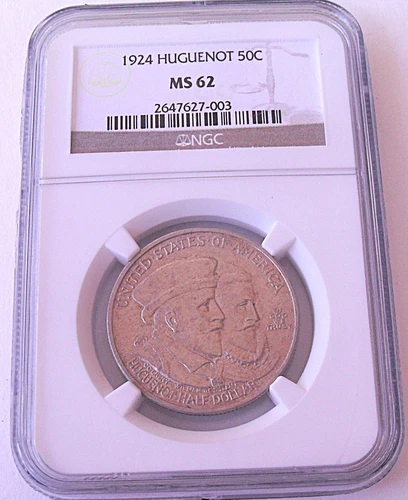 1924 HUGUENOT 50C
MS 62
2647627-003
NGC
UNITED STATES OF AMERICA
HUGUENOT HALF DOLLAR